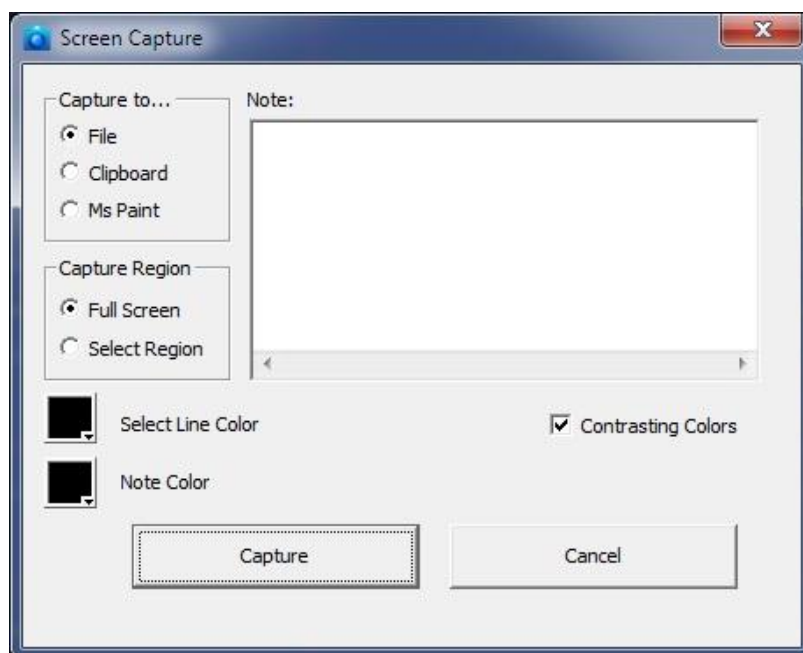 Screen Capture
Capture to...
File
Clipboard
Ms Paint
Note:
Capture Region
Full Screen
Select Region
Select Line Color
Contrasting Colors
Note Color
Capture
Cancel